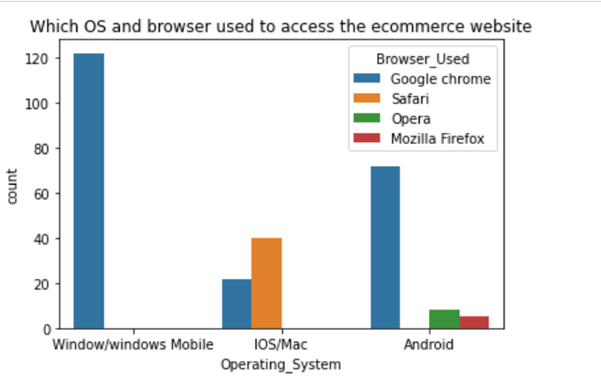 Which OS and browser used to access the ecommerce website
Browser_Used
Google chrome
Safari
Opera
Mozilla Firefox
120
100
80
60
40
20
0
count
Window/windows Mobile
IOS/Mac
Android
Operating_System